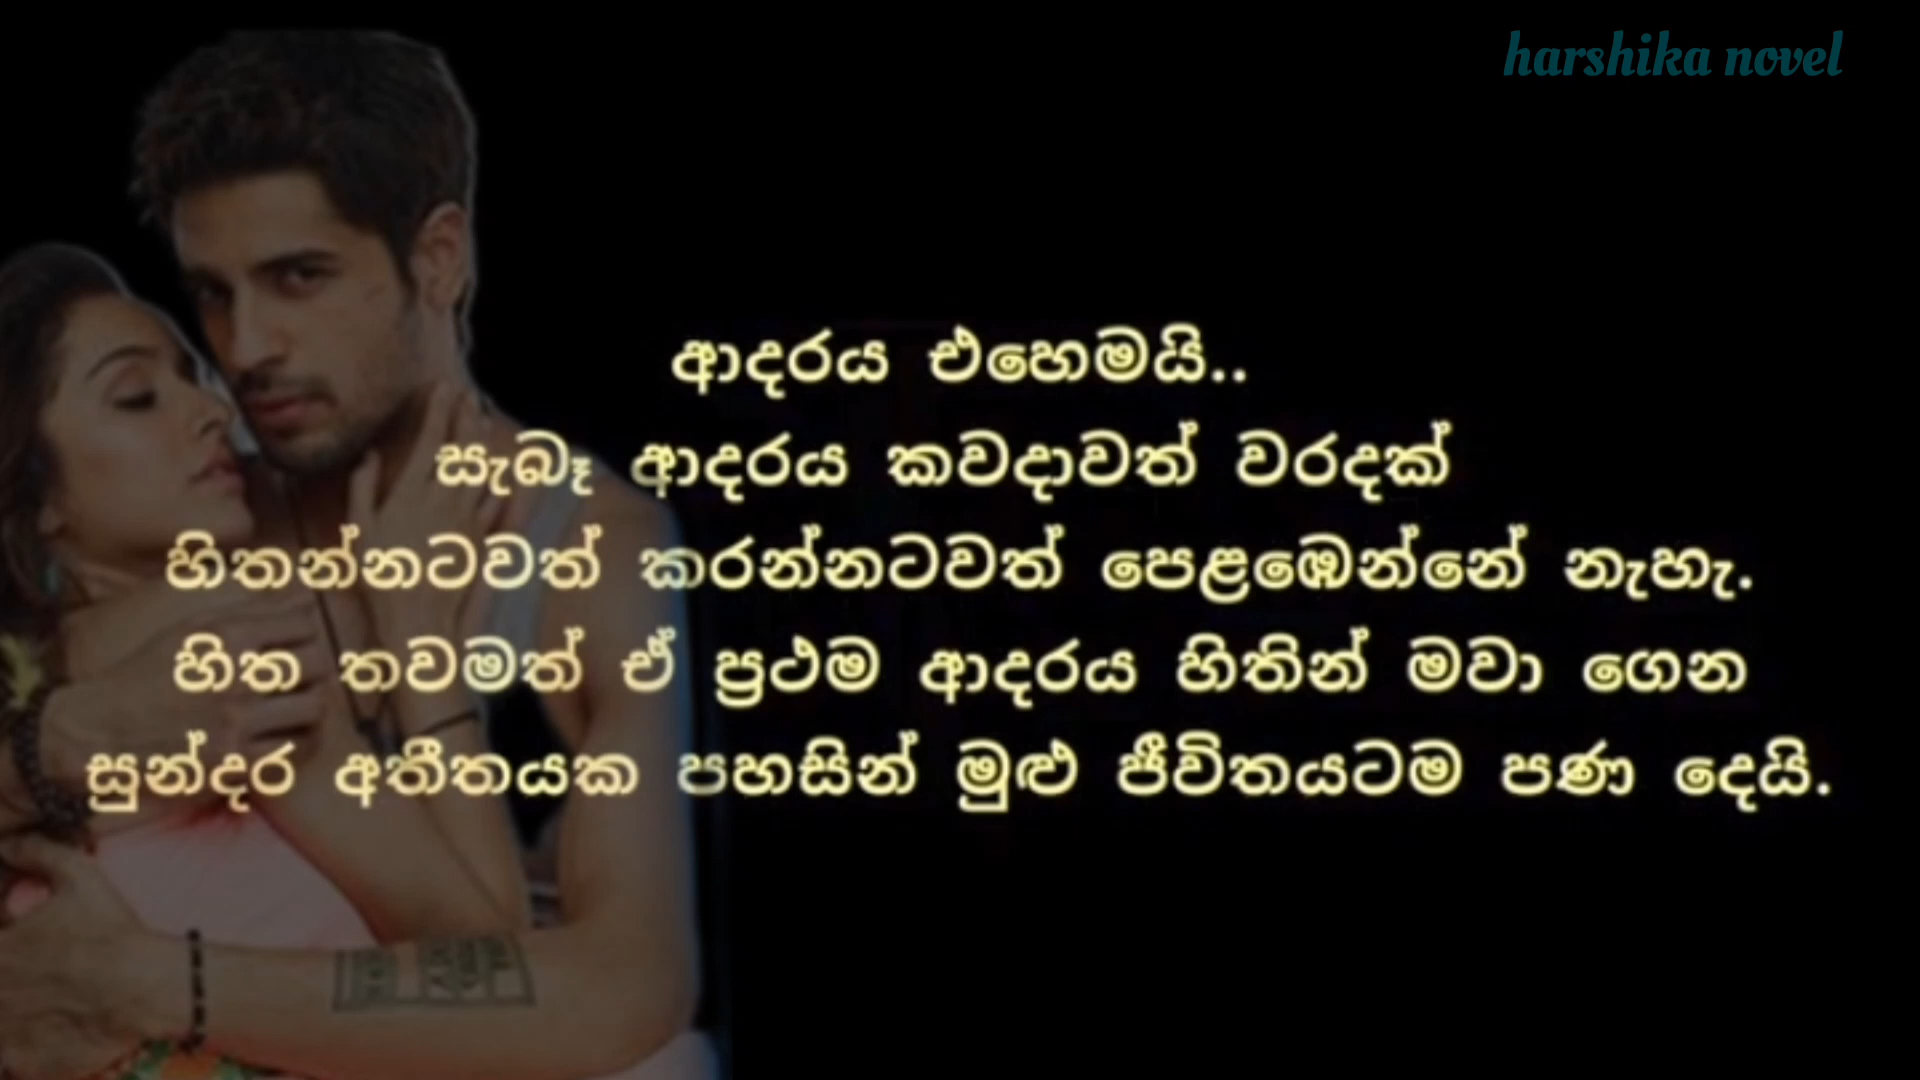 harshika novel
ආදරය එහෙමයි..
සැබෑ ආදරය කවදාවත් වරදක්
හිතන්නටවත් කරන්නටවත් පෙළඹෙන්නේ නැහැ.
හිත තවමත් ඒ ප්‍රථම ආදරය හිතින් මවා ගෙන
සුන්දර අතීතයක පහසින් මුළු ජීවිතයටම පණ දෙයි.